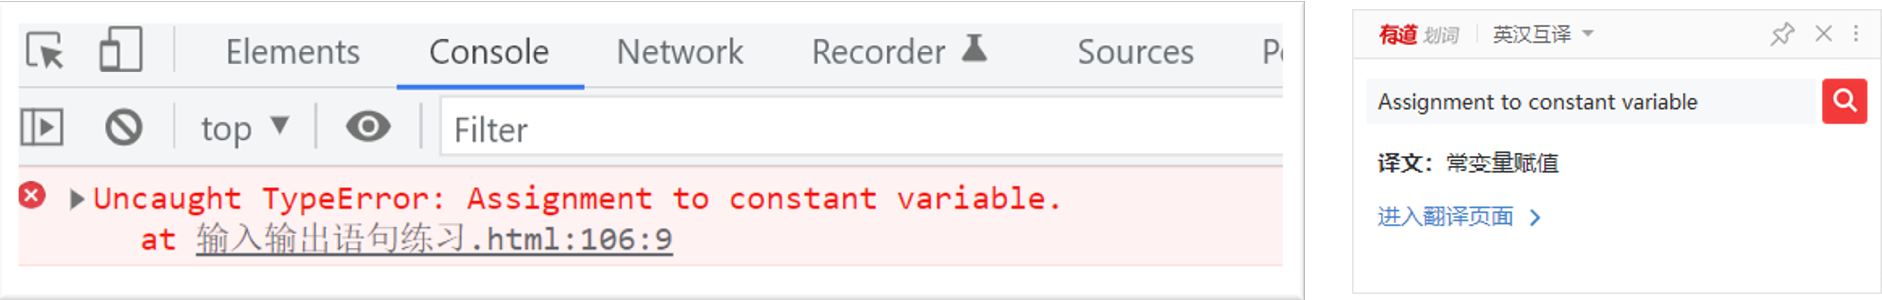 Elements Console Network Recorder Sources
top Filter
Uncaught TypeError: Assignment to constant variable.
at 输入输出语句练习.html:106:9
有道 划词 英汉互译
Assignment to constant variable
译文：常变量赋值
进入翻译页面